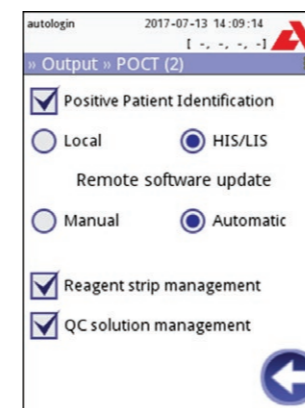 autologin 2017-07-13 14:09:14
[ -, -, -, -]
» Output » POCT (2)
Positive Patient Identification
Local HIS/LIS
Remote software update
Manual Automatic
Reagent strip management
QC solution management